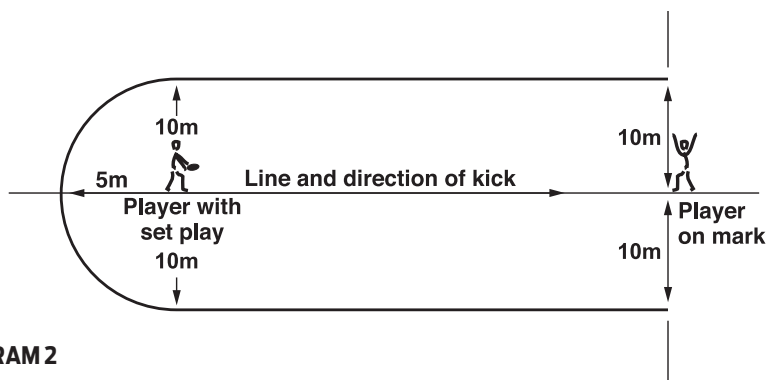 10m
10m
5m
Line and direction of kick
Player with
set play
Player
on mark
10m
10m
RAM 2